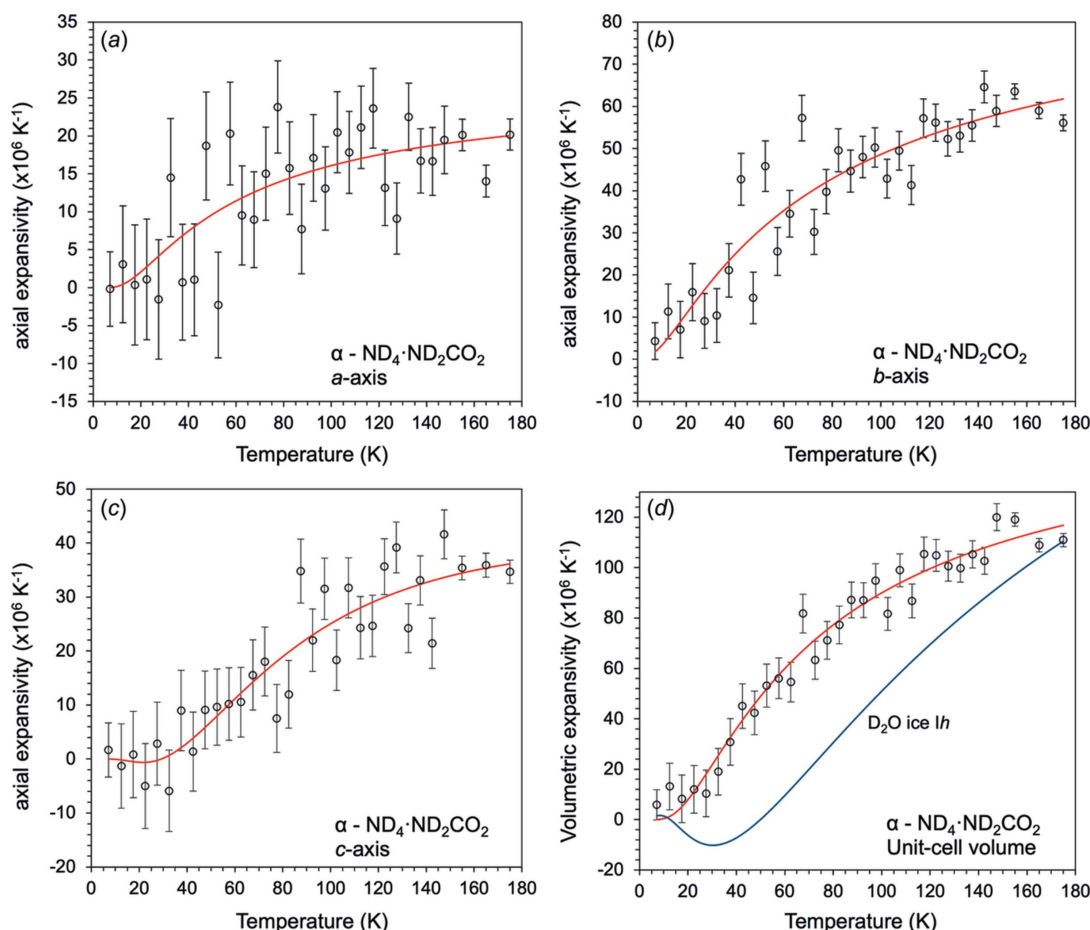 (a)
35
30
25
20
15
10
5
0
-5
-10
-15
axial expansivity (x10⁶ K⁻¹)
α - ND₄·ND₂CO₂
a-axis
0 20 40 60 80 100 120 140 160 180
Temperature (K)
(b)
80
70
60
50
40
30
20
10
0
-10
axial expansivity (x10⁶ K⁻¹)
α - ND₄·ND₂CO₂
b-axis
0 20 40 60 80 100 120 140 160 180
Temperature (K)
(c)
50
40
30
20
10
0
-10
-20
axial expansivity (x10⁶ K⁻¹)
α - ND₄·ND₂CO₂
c-axis
0 20 40 60 80 100 120 140 160 180
Temperature (K)
(d)
120
100
80
60
40
20
0
-20
Volumetric expansivity (x10⁶ K⁻¹)
D₂O ice Ih
α - ND₄·ND₂CO₂
Unit-cell volume
0 20 40 60 80 100 120 140 160 180
Temperature (K)